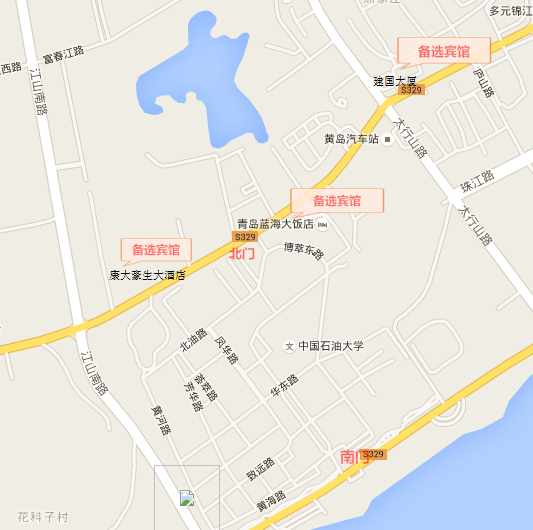 多元锦江
备选宾馆
富春江路
西路
江山南路
建国大厦
S329
庐山路
黄岛汽车站
太行山路
珠江路
备选宾馆
太行山路
青岛蓝海大饭店
S329
备选宾馆
北门
博萃东路
康大豪生大酒店
北油路
凤华路
文
中国石油大学
江山南路
荟萃路
芳华路
华东路
黄河路
南门
S329
致远路
黄海路
花科子村